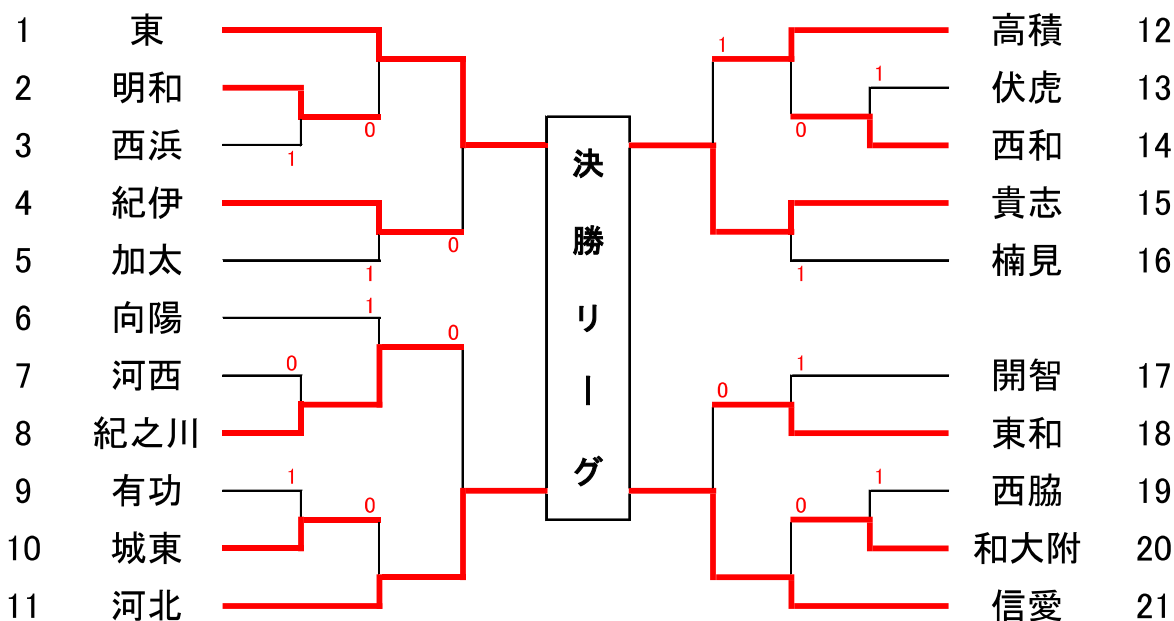 1 東
2 明和
3 西浜
4 紀伊
5 加太
6 向陽
7 河西
8 紀之川
9 有功
10 城東
11 河北
0
1
0
1
1
0
0
1
0
決勝リーグ
1
1
0
1
1
0
1
0
高積 12
伏虎 13
西和 14
貴志 15
楠見 16
開智 17
東和 18
西脇 19
和大附 20
信愛 21